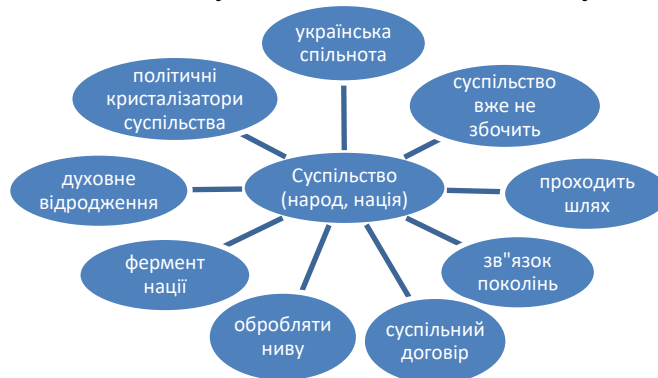 українська
спільнота
суспільство
вже не
збочить
проходить
шлях
зв"язок
поколінь
суспільний
договір
обробляти
ниву
фермент
нації
духовне
відродження
політичні
кристалізатори
суспільства
Суспільство
(народ, нація)